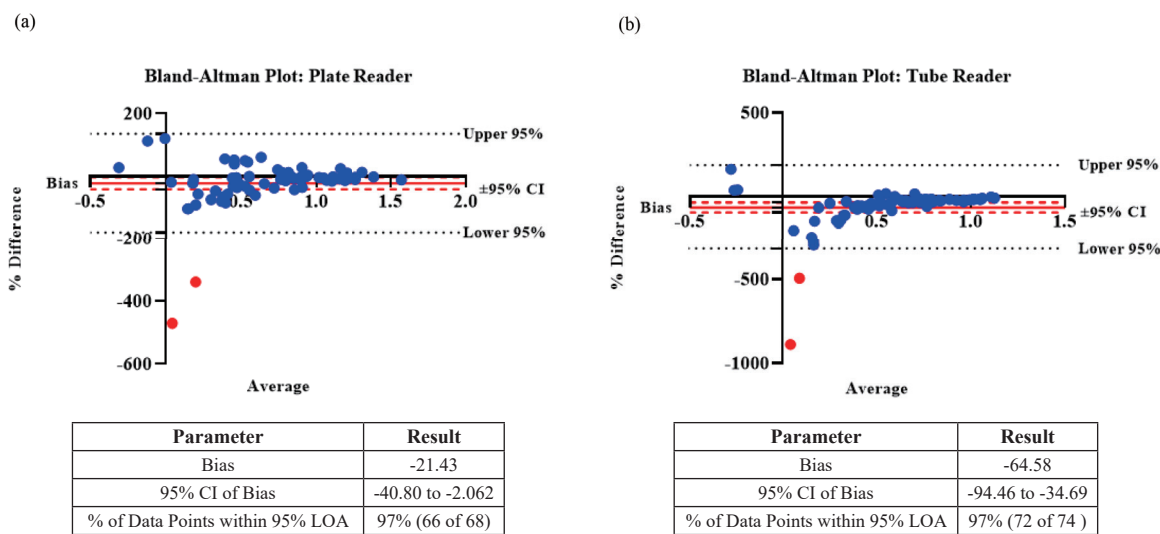 (a)
Bland-Altman Plot: Plate Reader
200
Upper 95%
Bias
-0.5
0.5
1.0
1.5
2.0
±95% CI
-200
Lower 95%
-400
-600
% Difference
Average
Parameter Result
Bias -21.43
95% CI of Bias -40.80 to -2.062
% of Data Points within 95% LOA 97% (66 of 68)
(b)
Bland-Altman Plot: Tube Reader
500
Upper 95%
Bias
-0.5
0.5
1.0
1.5
±95% CI
Lower 95%
-500
-1000
% Difference
Average
Parameter Result
Bias -64.58
95% CI of Bias -94.46 to -34.69
% of Data Points within 95% LOA 97% (72 of 74 )